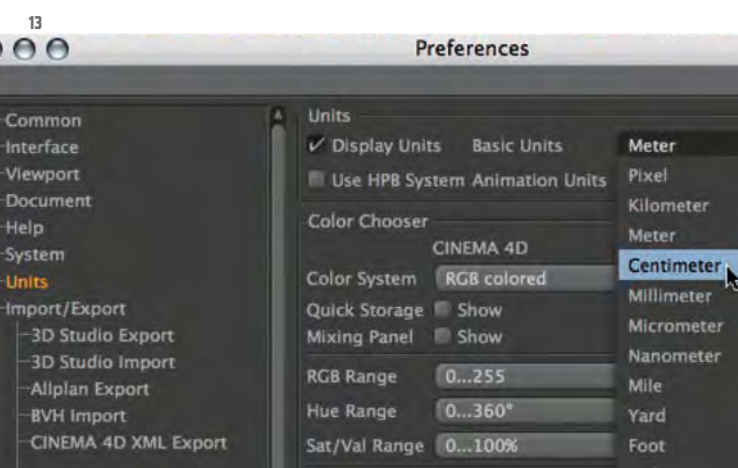 13
Preferences
Common
Interface
Viewport
Document
Help
System
Units
Import/Export
3D Studio Export
3D Studio Import
Allplan Export
BVH Import
CINEMA 4D XML Export
Units
Display Units Basic Units
Use HPB System Animation Units
Color Chooser
CINEMA 4D
Color System RGB colored
Quick Storage Show
Mixing Panel Show
RGB Range 0...255
Hue Range 0...360°
Sat/Val Range 0...100%
Meter
Pixel
Kilometer
Meter
Centimeter
Millimeter
Micrometer
Nanometer
Mile
Yard
Foot